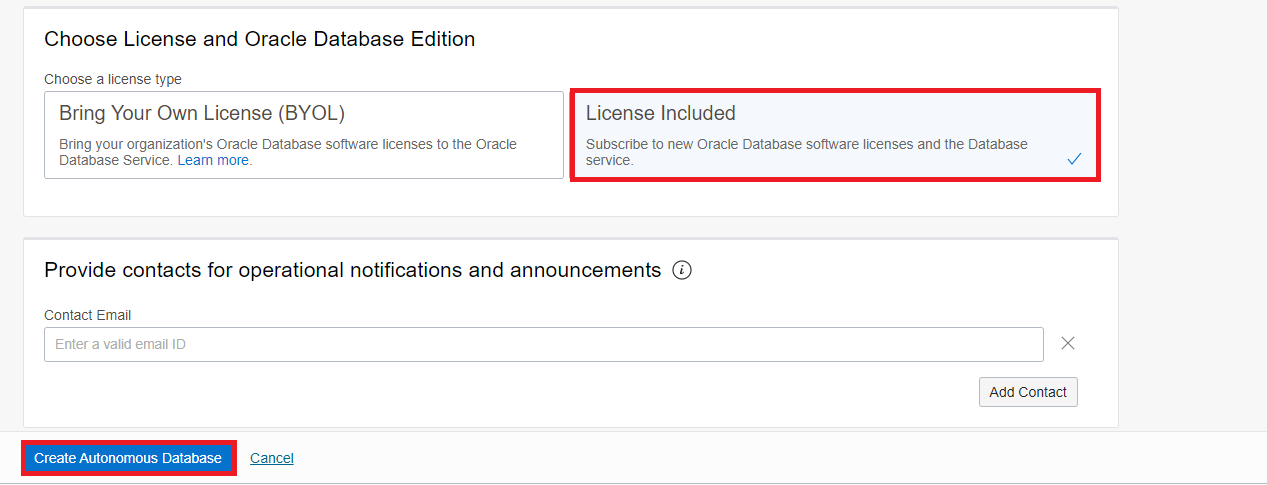 Choose License and Oracle Database Edition
Choose a license type
Bring Your Own License (BYOL)
Bring your organization's Oracle Database software licenses to the Oracle
Database Service. Learn more.
License Included
Subscribe to new Oracle Database software licenses and the Database
service.
Provide contacts for operational notifications and announcements
Contact Email
Enter a valid email ID
Add Contact
Create Autonomous Database
Cancel